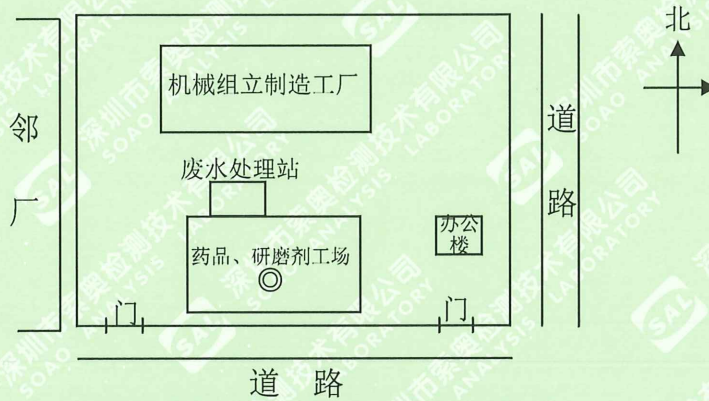 北
机械组立制造工厂
邻厂
道路
废水处理站
办公
楼
药品、研磨剂工场
门
门
道 路
深圳市索奥检测技术有限公司
SOAO ANALYSIS LABORATORY
SAL